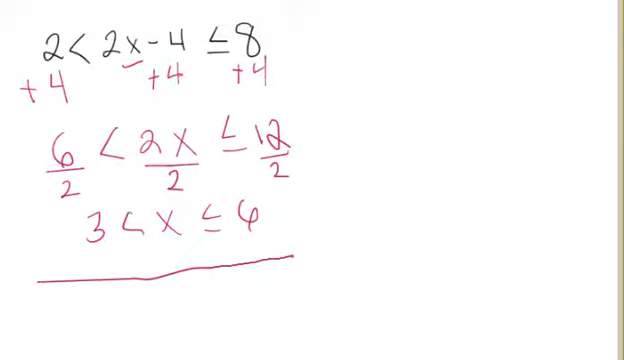 2 < 2x - 4 ≤ 8
+4 +4 +4
6/2 < 2x/2 ≤ 12/2
3 < x ≤ 6